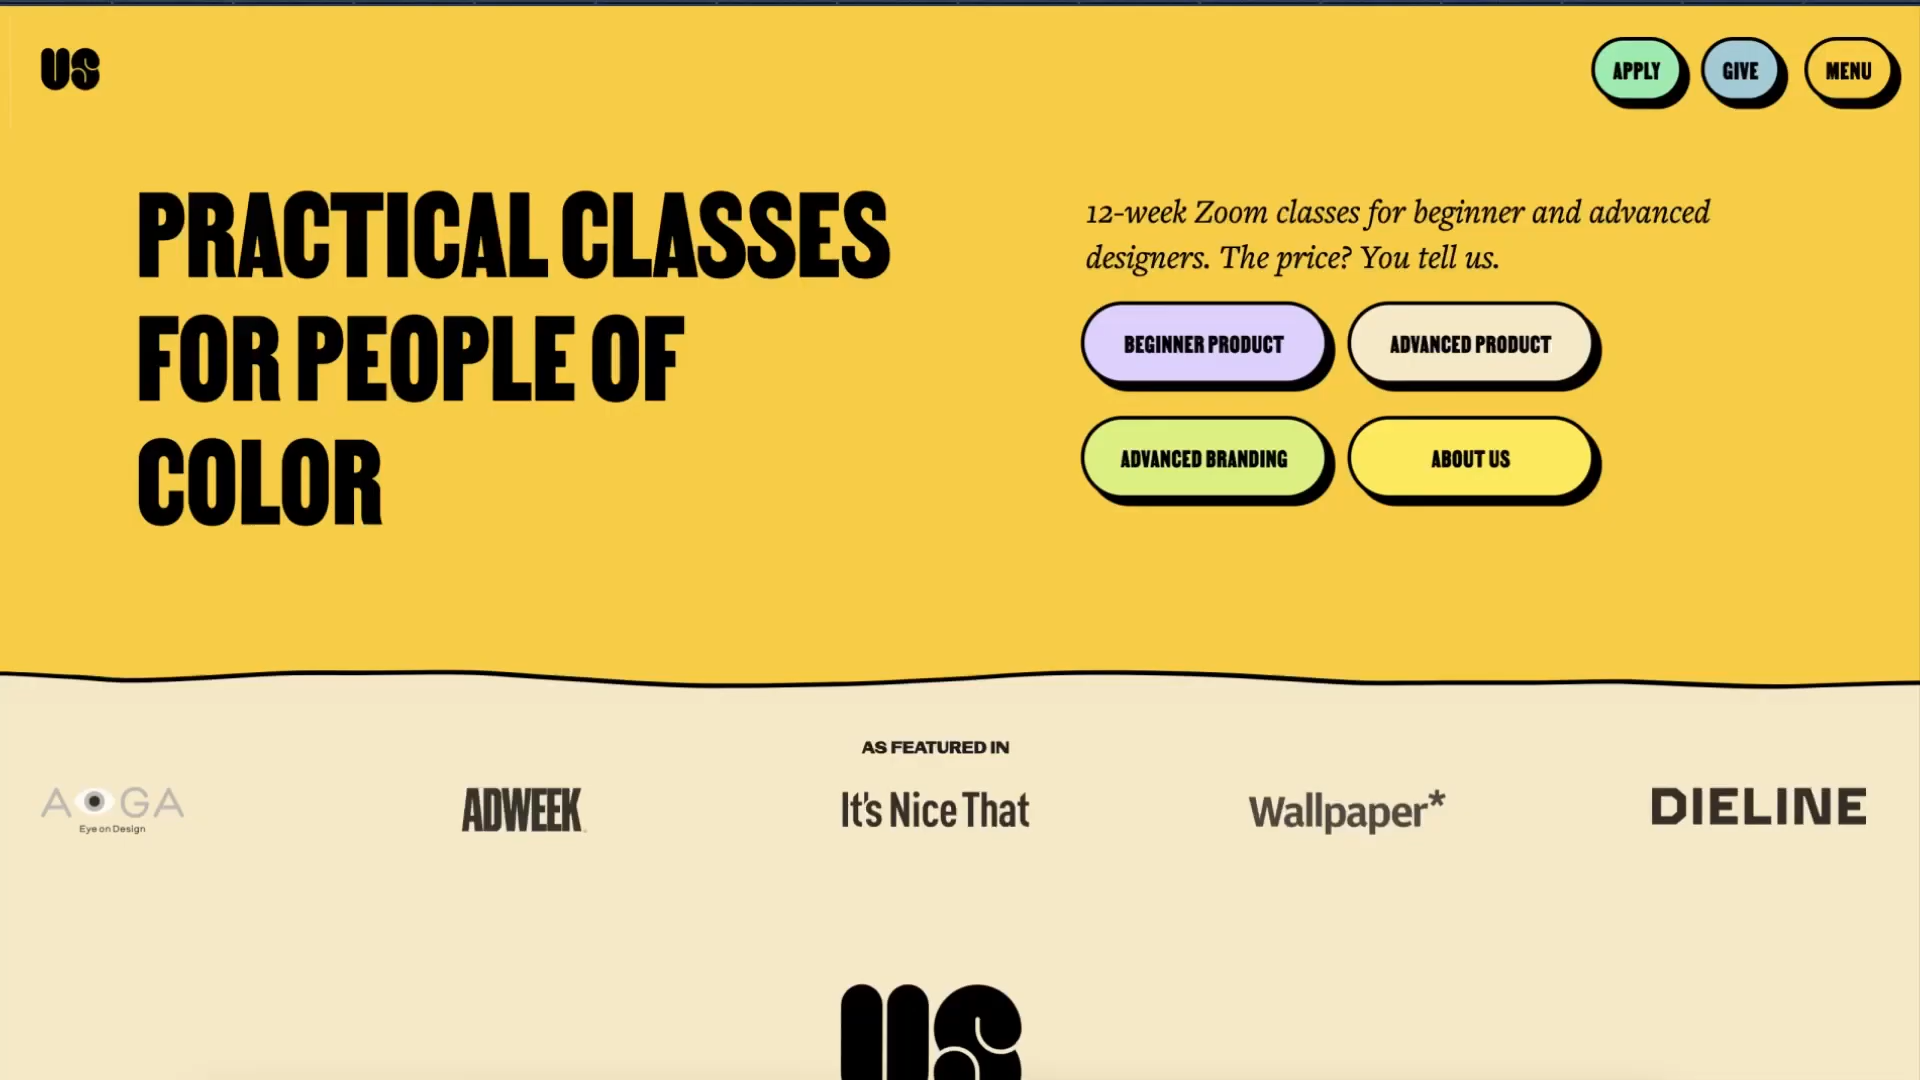 US
APPLY
GIVE
MENU
PRACTICAL CLASSES
FOR PEOPLE OF
COLOR
12-week Zoom classes for beginner and advanced
designers. The price? You tell us.
BEGINNER PRODUCT
ADVANCED PRODUCT
ADVANCED BRANDING
ABOUT US
AS FEATURED IN
AIGA
Eye on Design
ADWEEK
It's Nice That
Wallpaper*
DIELINE
US